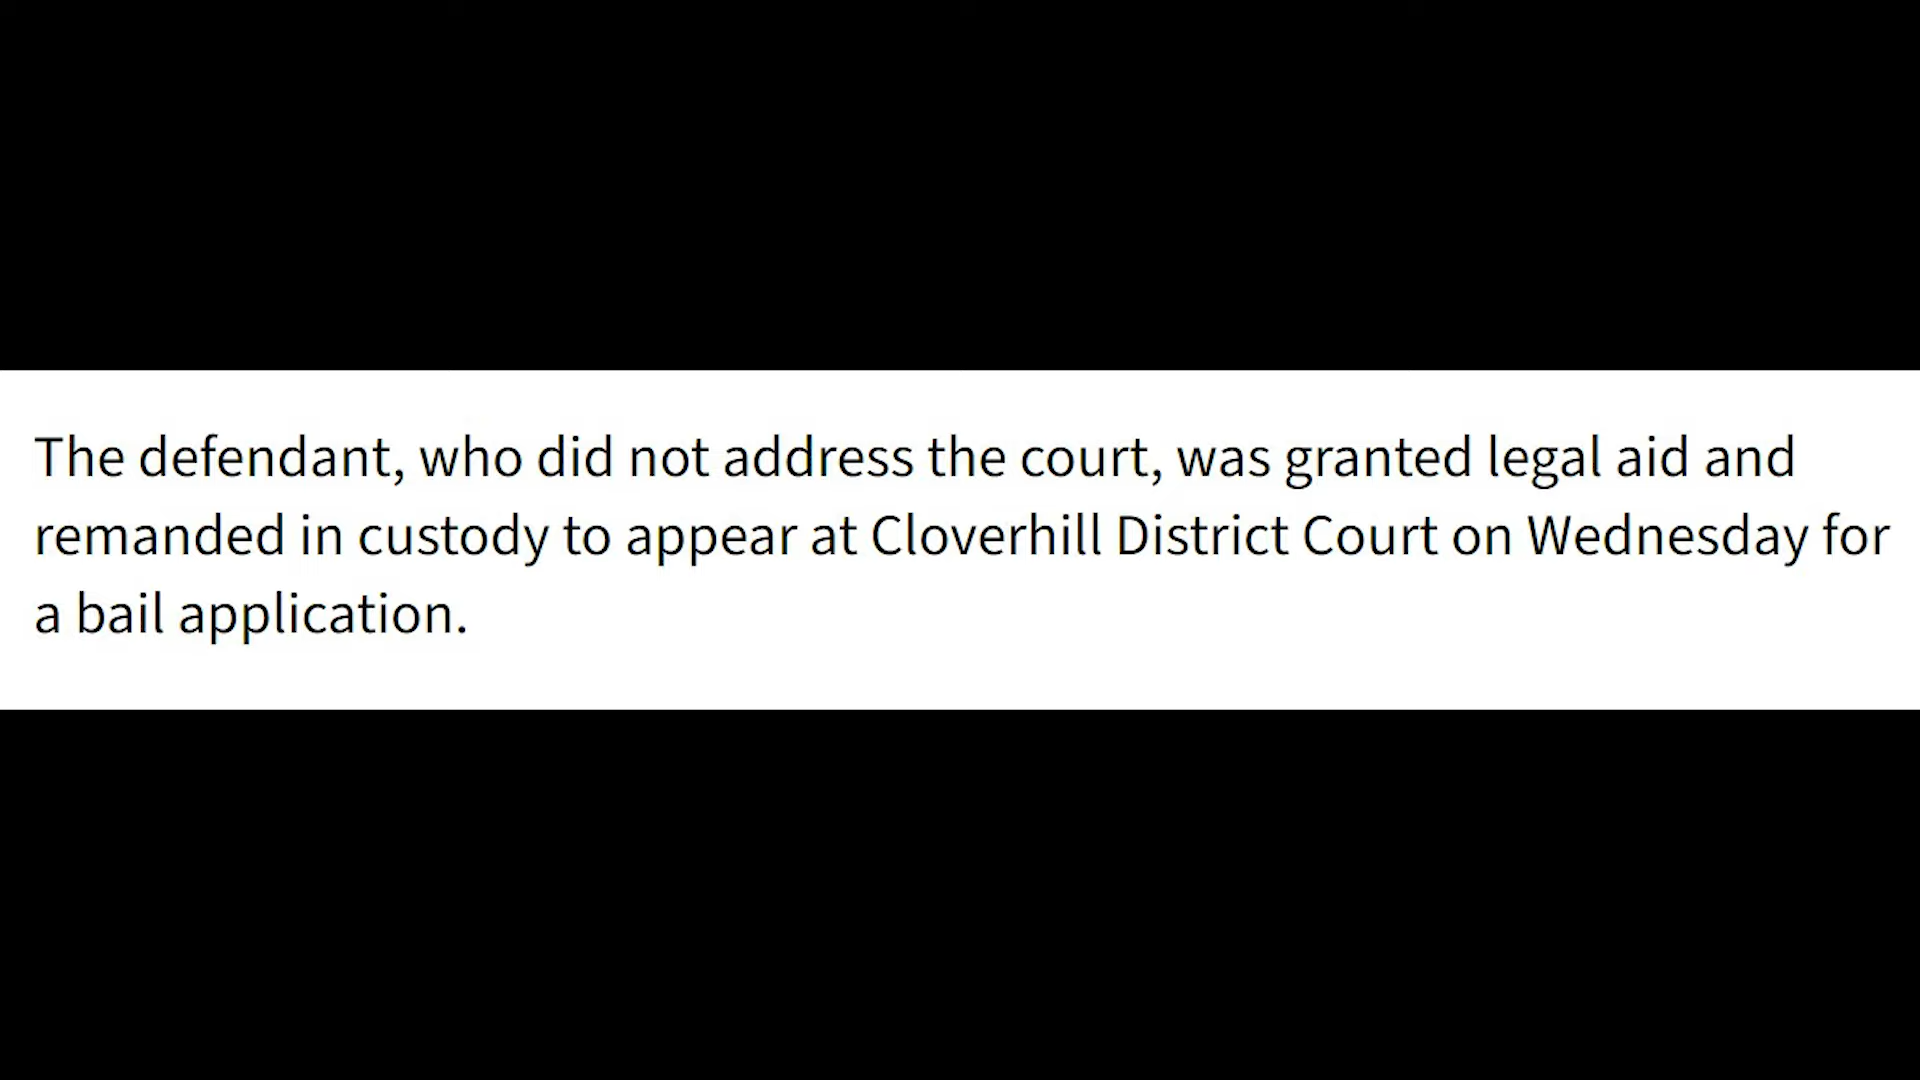 The defendant, who did not address the court, was granted legal aid and
remanded in custody to appear at Cloverhill District Court on Wednesday for
a bail application.